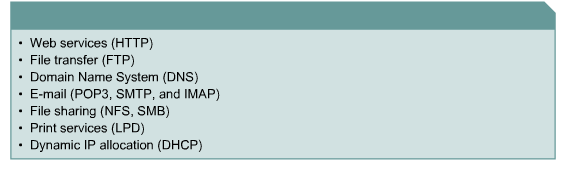 • Web services (HTTP)
• File transfer (FTP)
• Domain Name System (DNS)
• E-mail (POP3, SMTP, and IMAP)
• File sharing (NFS, SMB)
• Print services (LPD)
• Dynamic IP allocation (DHCP)